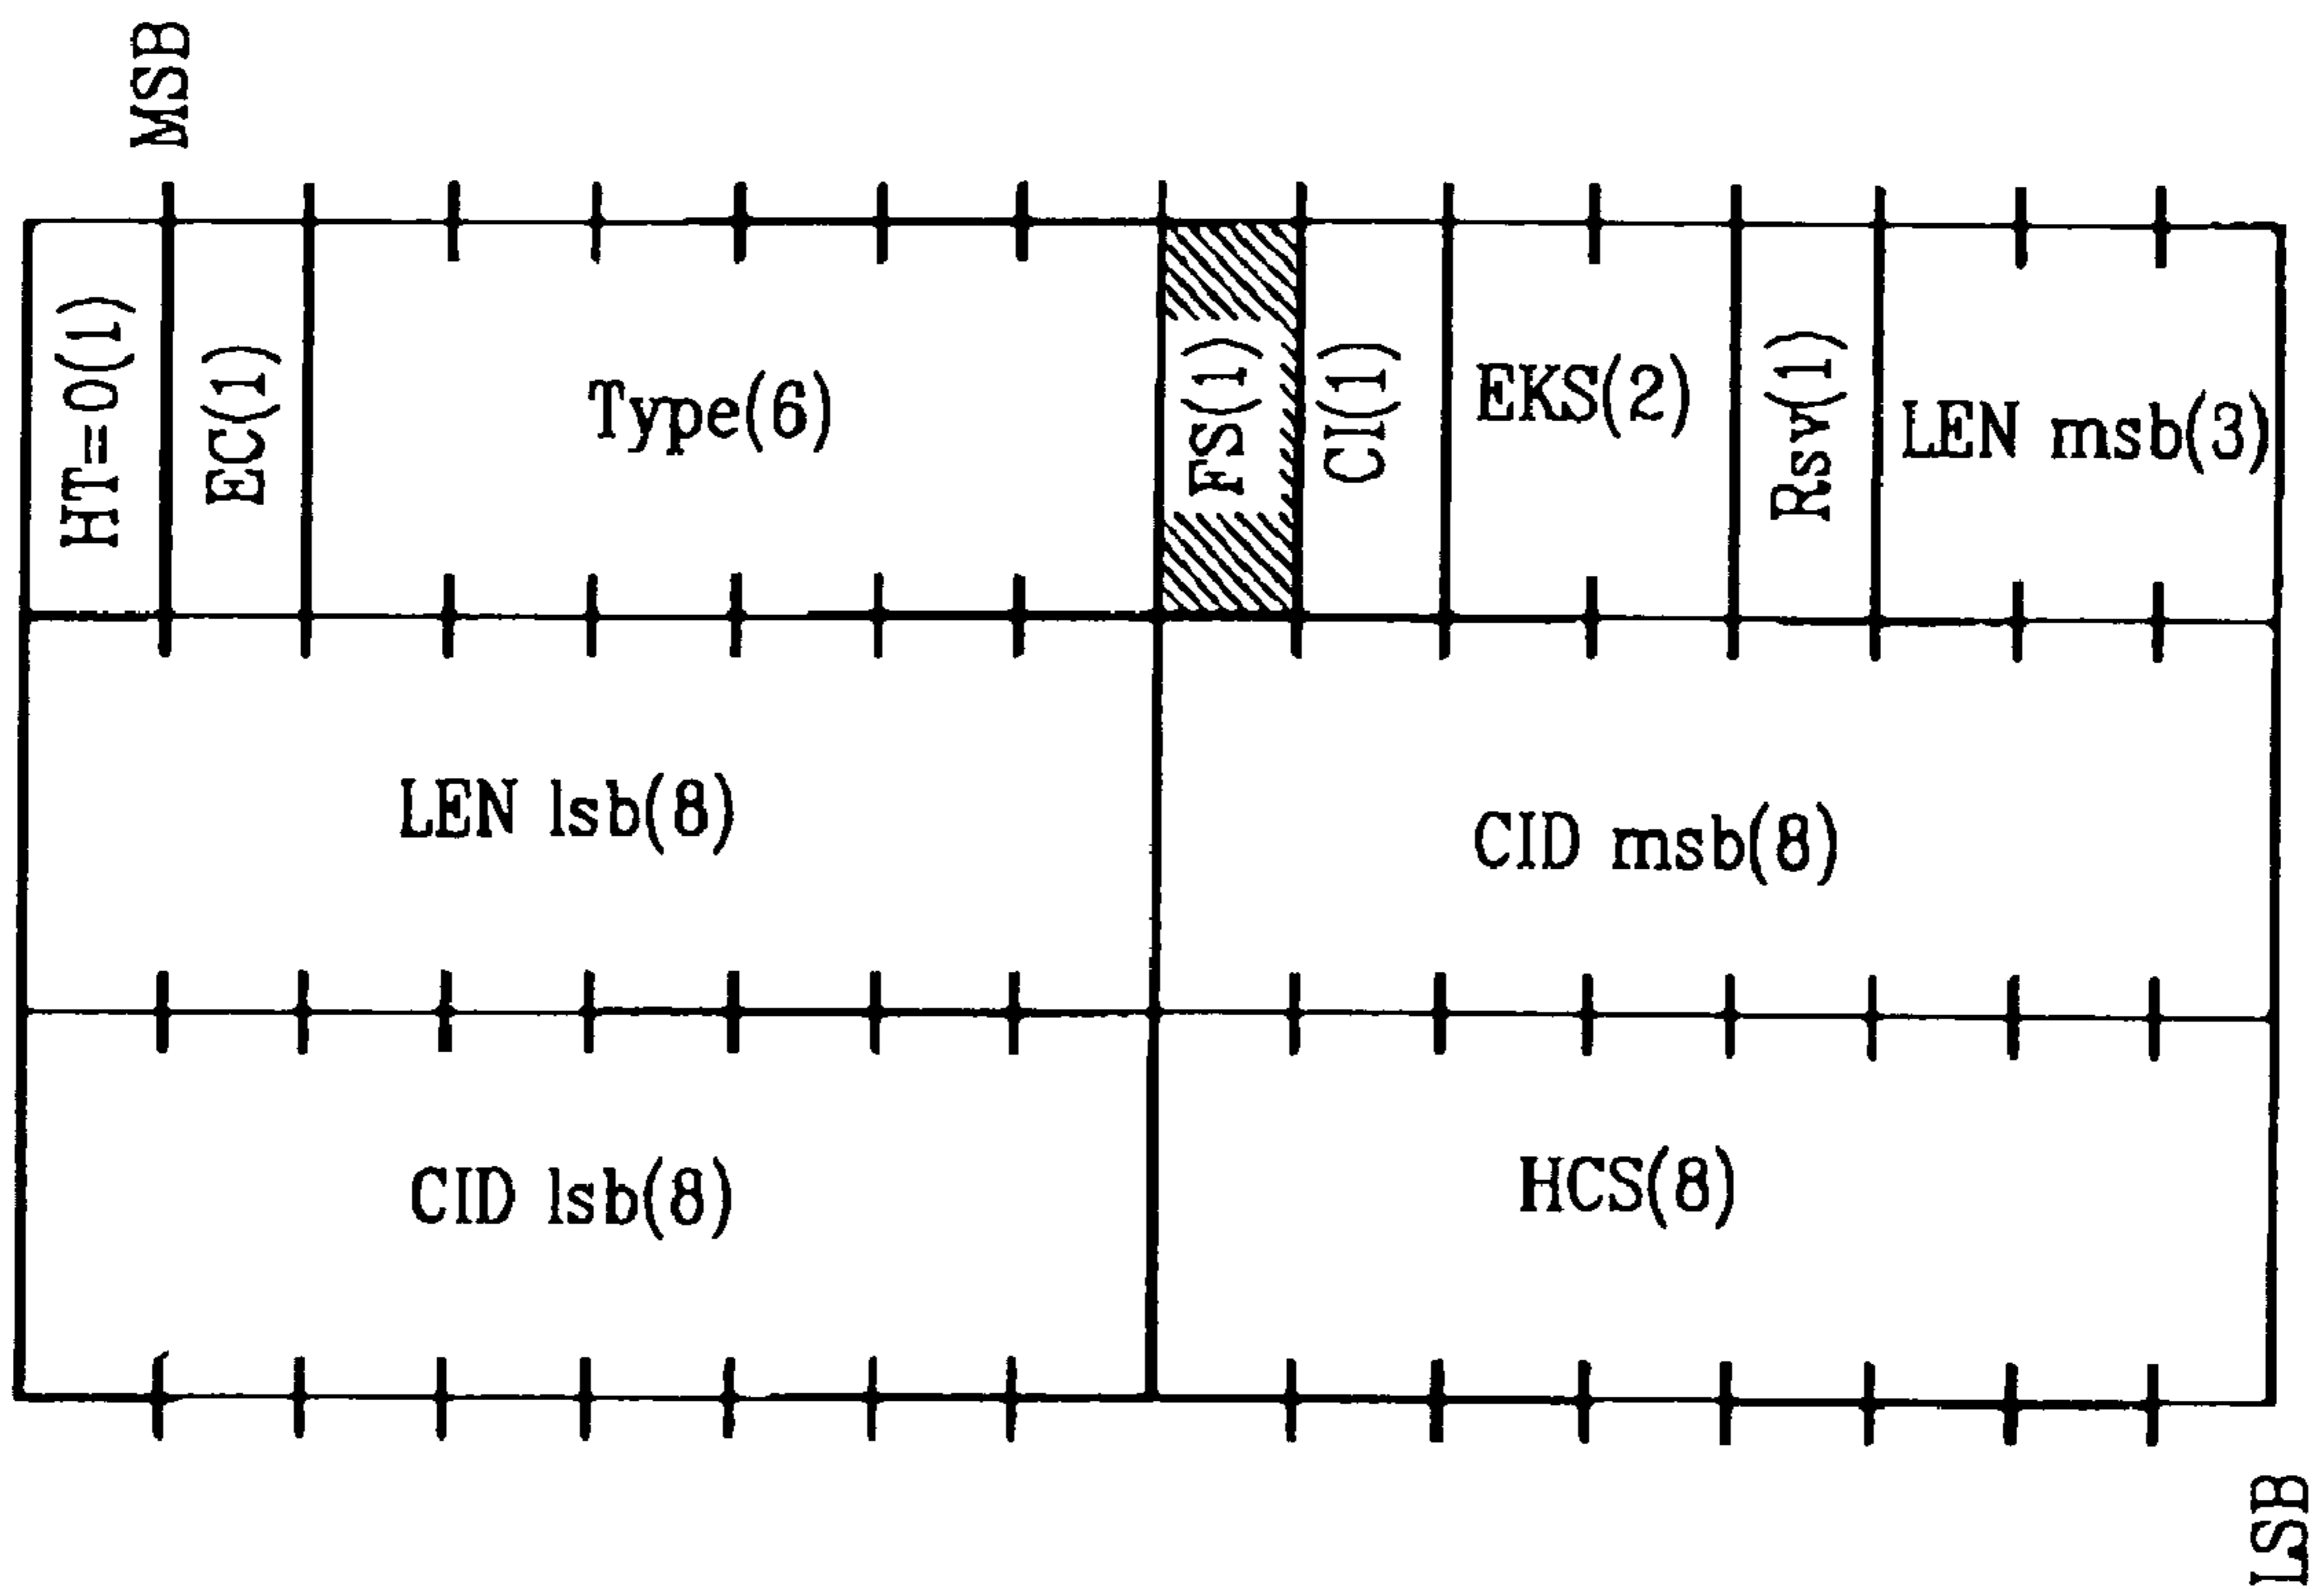 MSB
HT=0(1)
EC(1)
Type(6)
FS(1)
CI(1)
EKS(2)
Rsv(1)
LEN msb(3)
LEN lsb(8)
CID msb(8)
CID lsb(8)
HCS(8)
LSB